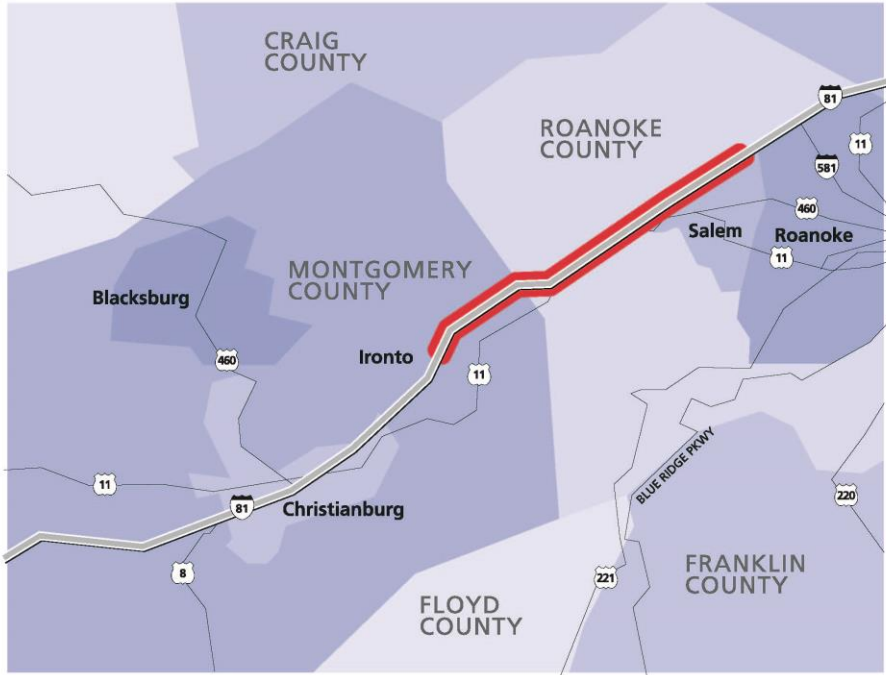 CRAIG
COUNTY
81
ROANOKE
COUNTY
11
581
460
Salem
Roanoke
11
MONTGOMERY
COUNTY
Blacksburg
Ironto
460
11
BLUE RIDGE PKWY
11
81
Christianburg
220
8
221
FRANKLIN
COUNTY
FLOYD
COUNTY